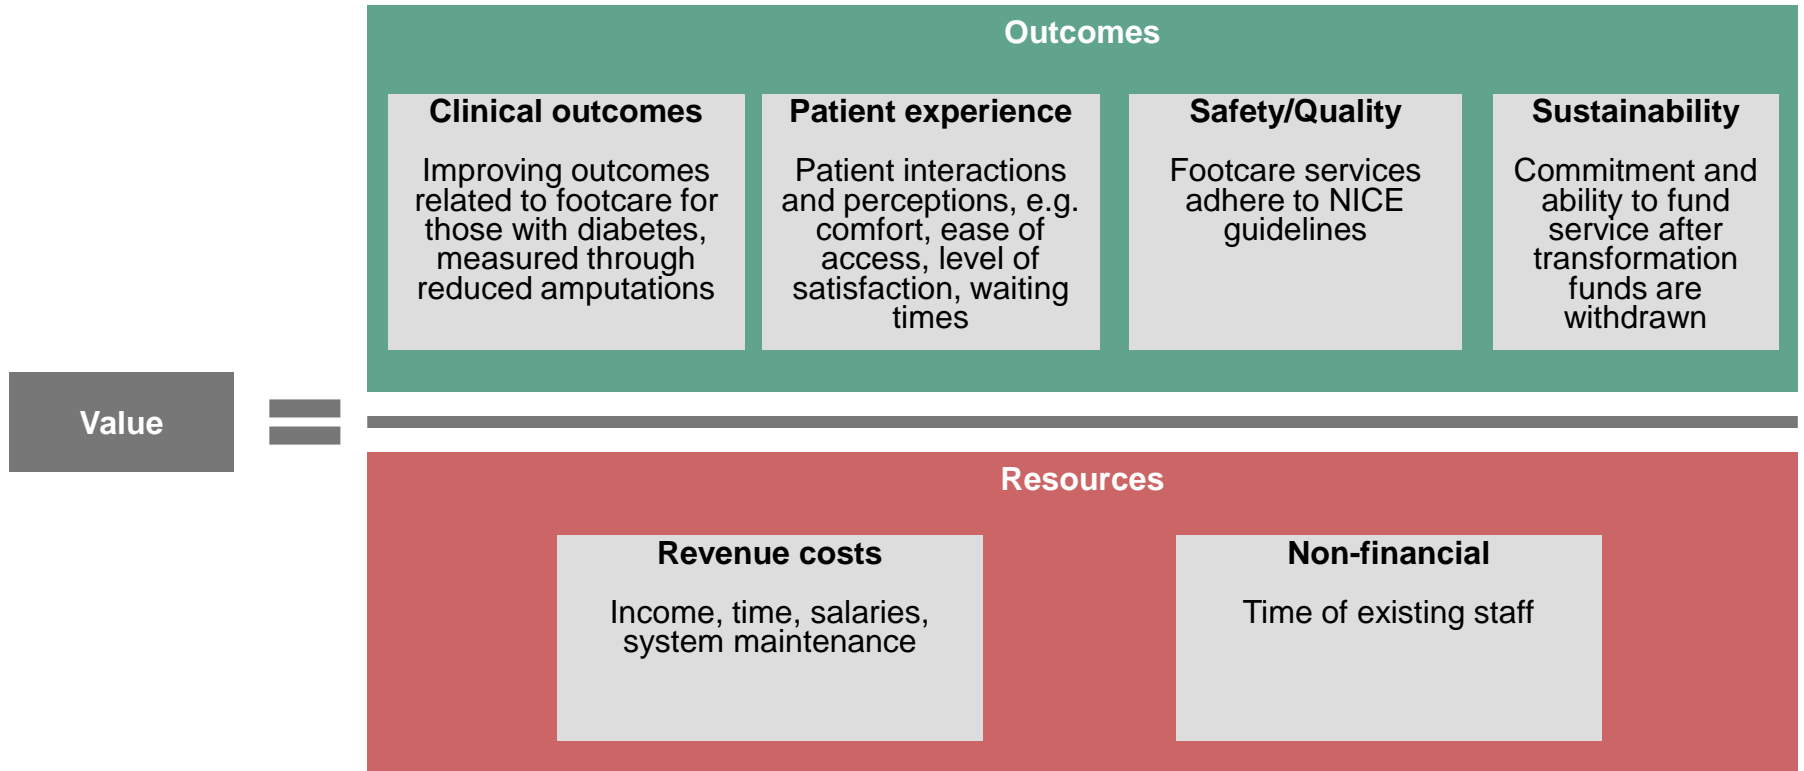 Outcomes
Clinical outcomes
Improving outcomes
related to footcare for
those with diabetes,
measured through
reduced amputations
Patient experience
Patient interactions
and perceptions, e.g.
comfort, ease of
access, level of
satisfaction, waiting
times
Safety/Quality
Footcare services
adhere to NICE
guidelines
Sustainability
Commitment and
ability to fund
service after
transformation
funds are
withdrawn
Value
=
Resources
Revenue costs
Income, time, salaries,
system maintenance
Non-financial
Time of existing staff